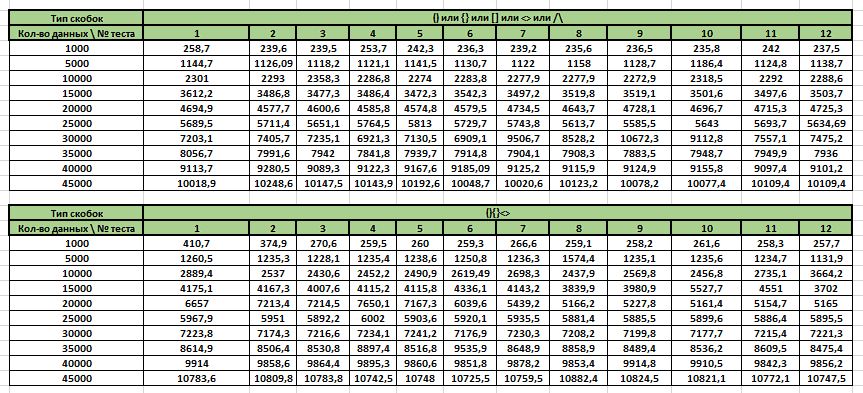 Тип скобок () или {} или [] или <> или /\
Кол-во данных \ № теста 1 2 3 4 5 6 7 8 9 10 11 12
1000 258,7 239,6 239,5 253,7 242,3 236,3 239,2 235,6 236,5 235,8 242 237,5
5000 1144,7 1126,09 1118,2 1121,1 1141,5 1130,7 1122 1158 1128,7 1186,4 1124,8 1138,7
10000 2301 2293 2358,3 2286,8 2274 2283,8 2277,9 2277,9 2272,9 2318,5 2292 2288,6
15000 3612,2 3486,8 3477,3 3486,4 3472,3 3542,3 3497,2 3519,8 3519,1 3501,6 3497,6 3503,7
20000 4694,9 4577,7 4600,6 4585,8 4574,8 4579,5 4734,5 4643,7 4728,1 4696,7 4715,3 4725,3
25000 5689,5 5711,4 5651,1 5764,5 5813 5729,7 5743,8 5613,7 5585,5 5643 5693,7 5634,69
30000 7203,1 7405,7 7235,1 6921,3 7130,5 6909,1 9506,7 8528,2 10672,3 9112,8 7557,1 7475,2
35000 8056,7 7991,6 7942 7841,8 7939,7 7914,8 7904,1 7908,3 7883,5 7948,7 7949,9 7936
40000 9113,7 9280,5 9089,3 9122,3 9167,6 9185,09 9125,2 9115,9 9124,9 9155,8 9097,4 9101,2
45000 10018,9 10248,6 10147,5 10143,9 10192,6 10048,7 10020,6 10123,2 10078,2 10077,4 10109,4 10109,4
Тип скобок (){}<>
Кол-во данных \ № теста 1 2 3 4 5 6 7 8 9 10 11 12
1000 410,7 374,9 270,6 259,5 260 259,3 266,6 259,1 258,2 261,6 258,3 257,7
5000 1260,5 1235,3 1228,1 1235,4 1238,6 1250,8 1236,3 1574,4 1235,1 1235,6 1234,7 1131,9
10000 2889,4 2537 2430,6 2452,2 2490,9 2619,49 2698,3 2437,9 2569,8 2456,8 2735,1 3664,2
15000 4175,1 4167,3 4007,6 4115,2 4115,8 4336,1 4143,2 3839,9 3980,9 5527,7 4551 3702
20000 6657 7213,4 7214,5 7650,1 7167,3 6039,6 5439,2 5166,2 5227,8 5161,4 5154,7 5165
25000 5967,9 5951 5892,2 6002 5903,6 5920,1 5935,5 5881,4 5885,5 5899,6 5886,4 5895,5
30000 7223,8 7174,3 7216,6 7234,1 7241,2 7176,9 7230,3 7208,2 7199,8 7177,7 7215,4 7221,3
35000 8614,9 8506,4 8530,8 8897,4 8516,8 9535,9 8648,9 8858,9 8489,4 8536,2 8609,5 8475,4
40000 9914 9858,6 9864,4 9895,3 9860,6 9851,8 9878,2 9853,4 9914,8 9910,5 9842,3 9856,2
45000 10783,6 10809,8 10783,8 10742,5 10748 10725,5 10759,5 10882,4 10824,5 10821,1 10772,1 10747,5